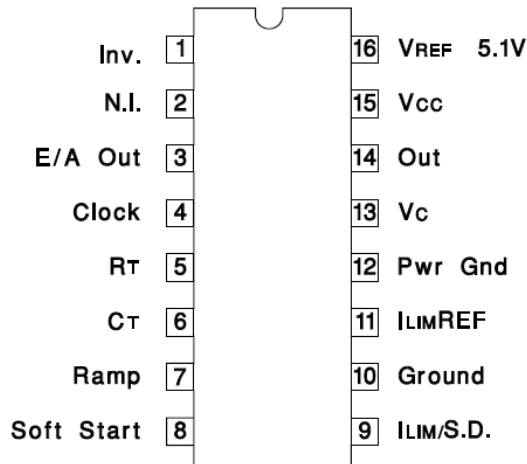 Inv. 1 16 VREF 5.1V
N.I. 2 15 Vcc
E/A Out 3 14 Out
Clock 4 13 Vc
RT 5 12 Pwr Gnd
CT 6 11 ILIMREF
Ramp 7 10 Ground
Soft Start 8 9 ILIM/S.D.